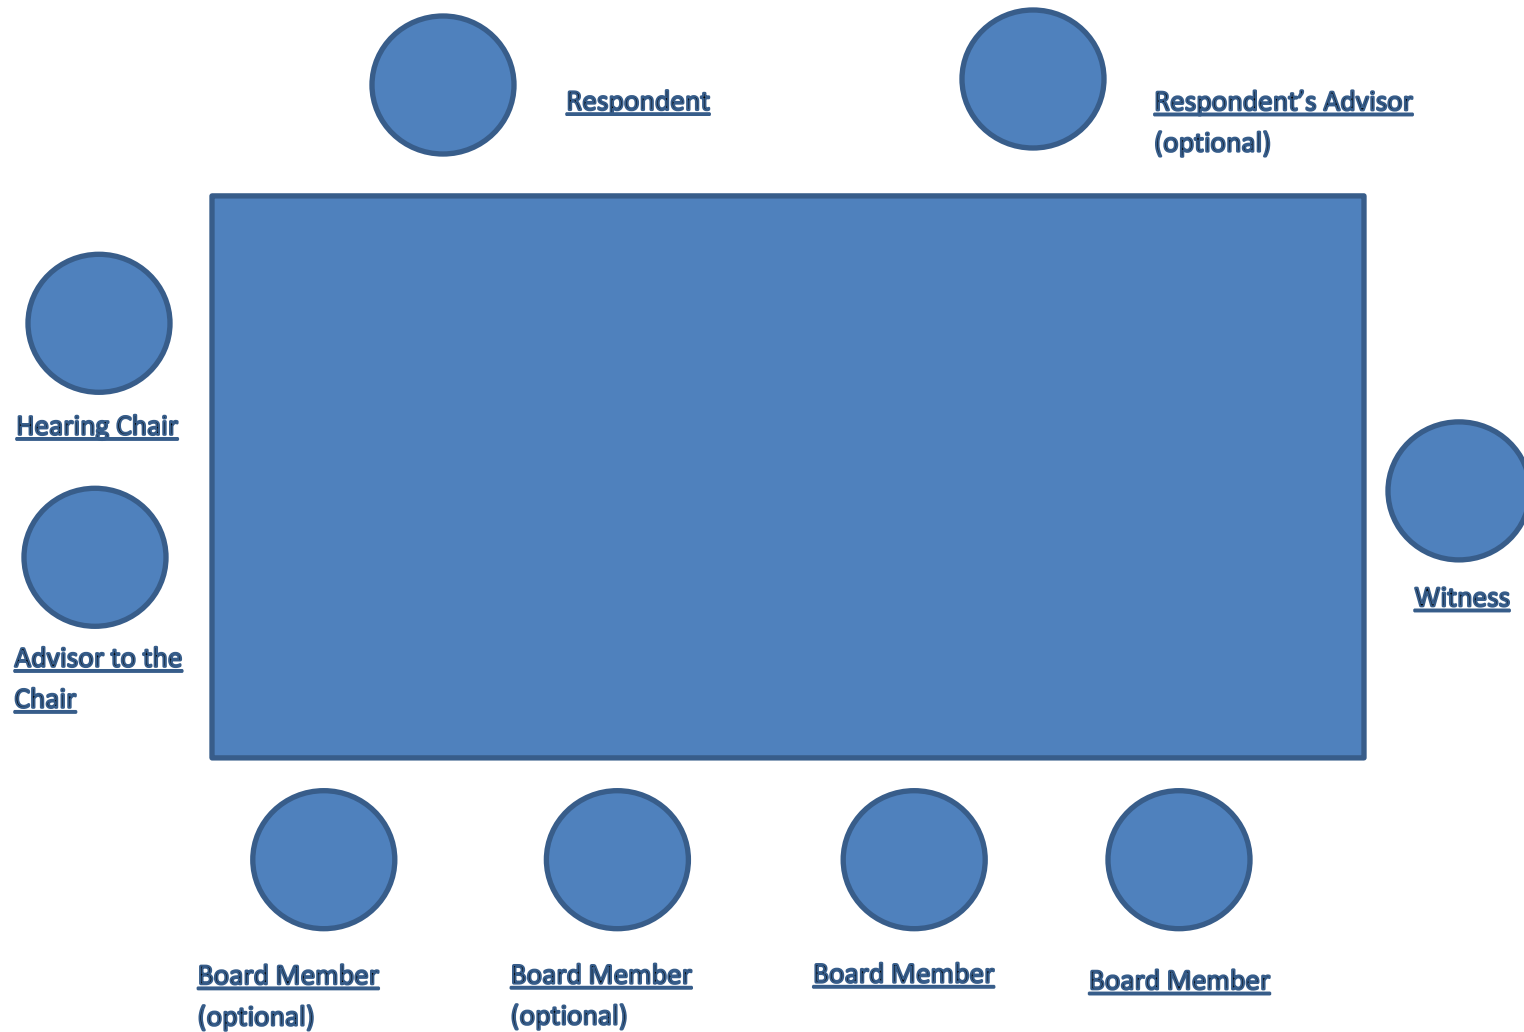 Respondent
Respondent's Advisor
(optional)
Hearing Chair
Witness
Advisor to the
Chair
Board Member
(optional)
Board Member
(optional)
Board Member
Board Member